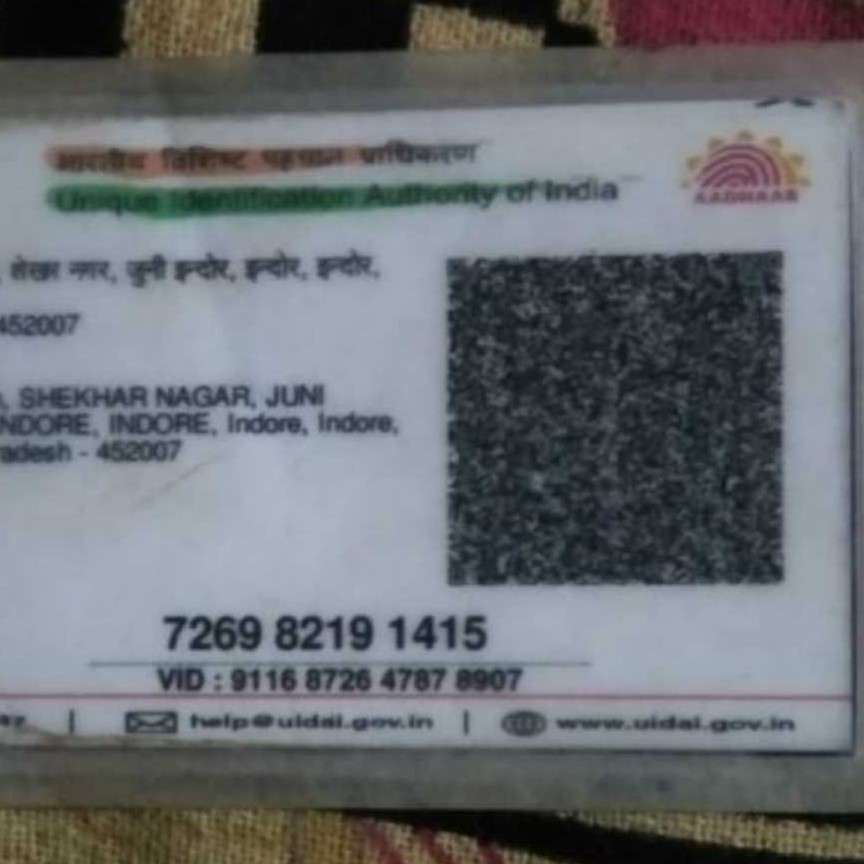 भारतीय विशिष्ट पहचान प्राधिकरण
Unique Identification Authority of India
AADHAAR
शेखर नगर, जुनी इन्दोर, इन्दोर, इन्दोर,
452007
SHEKHAR NAGAR, JUNI
INDORE, INDORE, Indore, Indore,
adesh - 452007
7269 8219 1415
VID : 9116 8726 4787 8907
help@uidai.gov.in | www.uidai.gov.in